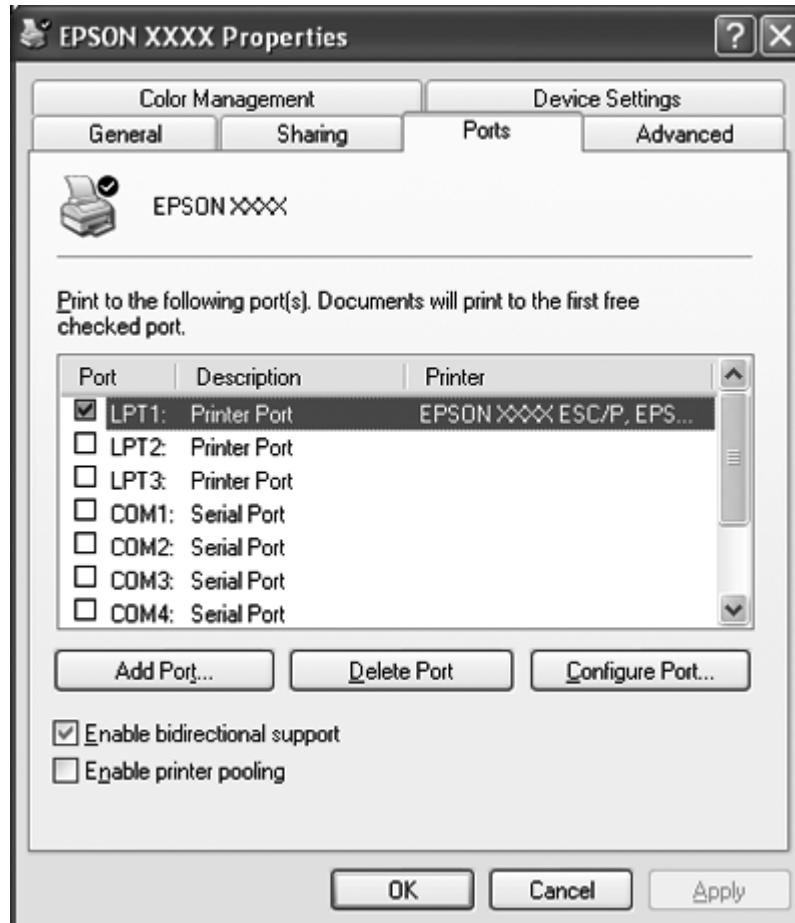 EPSON XXXX Properties
Color Management Device Settings
General Sharing Ports Advanced
EPSON XXXX
Print to the following port(s). Documents will print to the first free
checked port.
Port Description Printer
LPT1: Printer Port EPSON XXXX ESC/P, EPS...
LPT2: Printer Port
LPT3: Printer Port
COM1: Serial Port
COM2: Serial Port
COM3: Serial Port
COM4: Serial Port
Add Port... Delete Port Configure Port...
Enable bidirectional support
Enable printer pooling
OK Cancel Apply